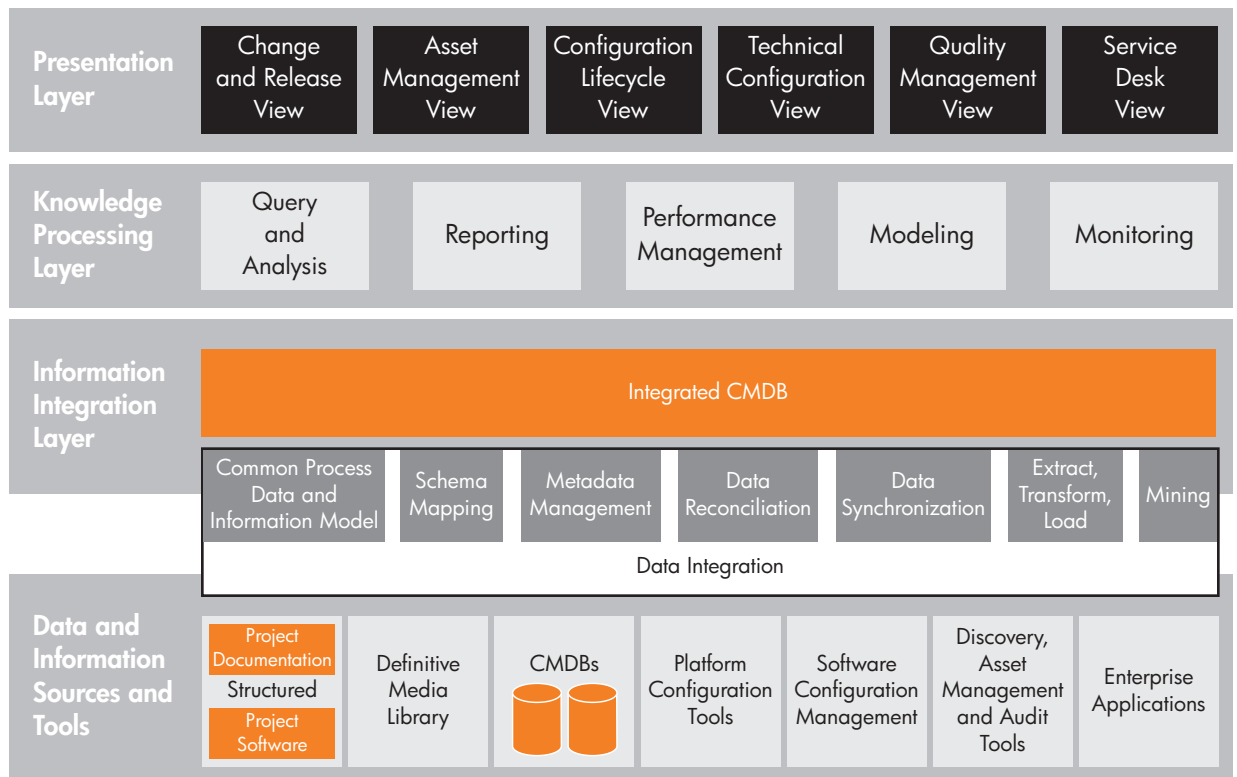 Presentation
Layer
Change
and Release
View
Asset
Management
View
Configuration
Lifecycle
View
Technical
Configuration
View
Quality
Management
View
Service
Desk
View
Knowledge
Processing
Layer
Query
and
Analysis
Reporting
Performance
Management
Modeling
Monitoring
Information
Integration
Layer
Integrated CMDB
Common Process
Data and
Information Model
Schema
Mapping
Metadata
Management
Data
Reconciliation
Data
Synchronization
Extract,
Transform,
Load
Mining
Data Integration
Data and
Information
Sources and
Tools
Project
Documentation
Structured
Project
Software
Definitive
Media
Library
CMDBs
Platform
Configuration
Tools
Software
Configuration
Management
Discovery,
Asset
Management
and Audit
Tools
Enterprise
Applications